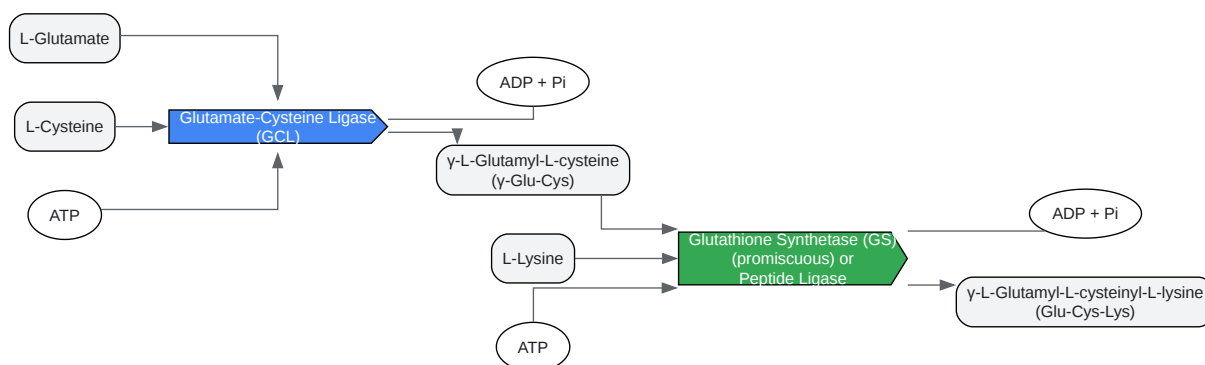 L-Glutamate
ADP + Pi
Glutamate-Cysteine Ligase
(GCL)
L-Cysteine
γ-L-Glutamyl-L-cysteine
(γ-Glu-Cys)
ATP
ADP + Pi
Glutathione Synthetase (GS)
(promiscuous) or
Peptide Ligase
L-Lysine
γ-L-Glutamyl-L-cysteinyl-L-lysine
(Glu-Cys-Lys)
ATP